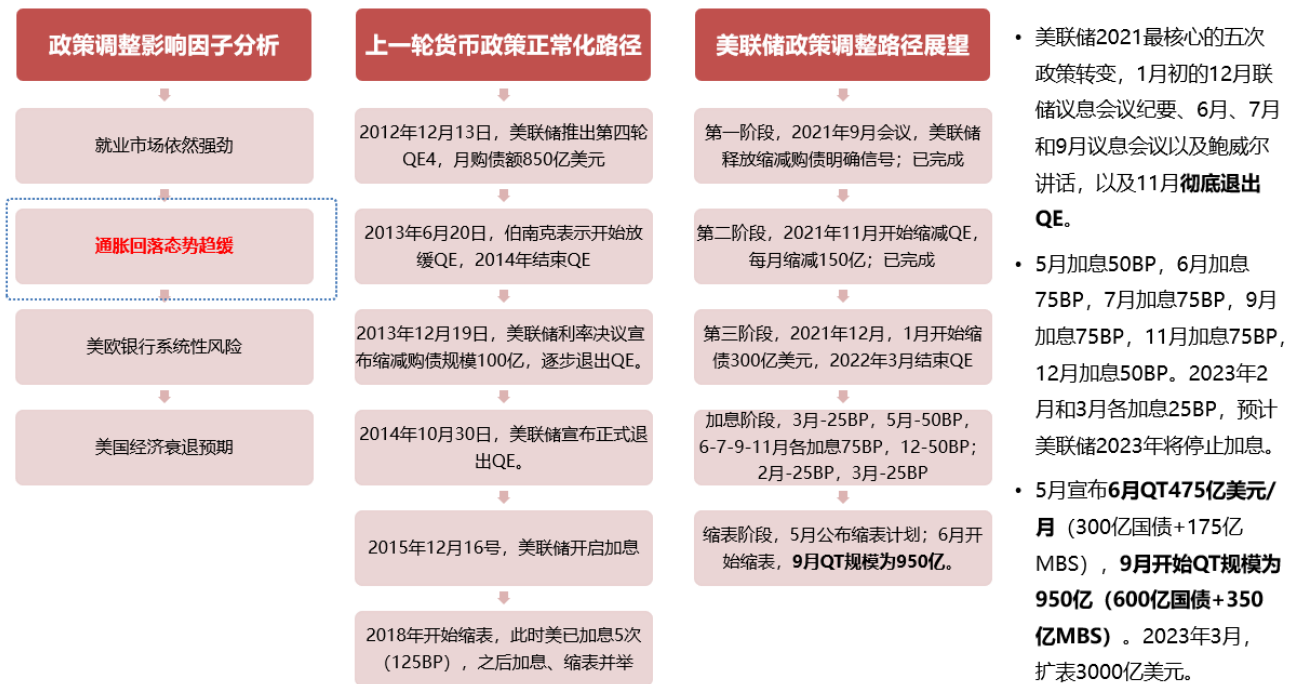 政策调整影响因子分析
就业市场依然强劲
通胀回落态势趋缓
美欧银行系统性风险
美国经济衰退预期
上一轮货币政策正常化路径
2012年12月13日，美联储推出第四轮
QE4，月购债额850亿美元
2013年6月20日，伯南克表示开始放
缓QE，2014年结束QE
2013年12月19日，美联储利率决议宣
布缩减购债规模100亿，逐步退出QE。
2014年10月30日，美联储宣布正式退
出QE。
2015年12月16号，美联储开启加息
2018年开始缩表，此时美已加息5次
（125BP），之后加息、缩表并举
美联储政策调整路径展望
第一阶段，2021年9月会议，美联储
释放缩减购债明确信号；已完成
第二阶段，2021年11月开始缩减QE，
每月缩减150亿；已完成
第三阶段，2021年12月，1月开始缩
债300亿美元，2022年3月结束QE
加息阶段，3月-25BP，5月-50BP，
6-7-9-11月各加息75BP，12-50BP；
2月-25BP，3月-25BP
缩表阶段，5月公布缩表计划；6月开
始缩表，9月QT规模为950亿。
• 美联储2021最核心的五次
政策转变，1月初的12月联
储议息会议纪要、6月、7月
和9月议息会议以及鲍威尔
讲话，以及11月彻底退出
QE。
• 5月加息50BP，6月加息
75BP，7月加息75BP，9月
加息75BP，11月加息75BP，
12月加息50BP。2023年2
月和3月各加息25BP，预计
美联储2023年将停止加息。
• 5月宣布6月QT475亿美元/
月（300亿国债+175亿
MBS），9月开始QT规模为
950亿（600亿国债+350
亿MBS）。2023年3月，
扩表3000亿美元。